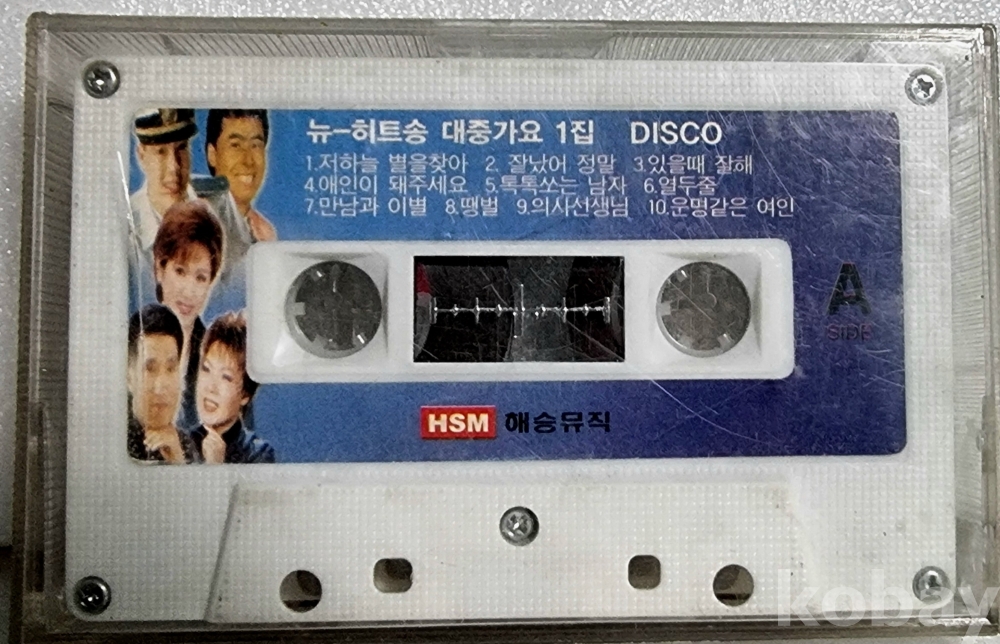 뉴-히트송 대중가요 1집 DISCO
1.저하늘 별을찾아 2. 잘났어 정말 3.있을때 잘해
4.애인이 돼주세요 5.톡톡쏘는 남자 6.열두줄
7.만남과 이별 8.땡벌 9.의사선생님 10.운명같은 여인
A
SIDE
HSM 해승뮤직
kobay